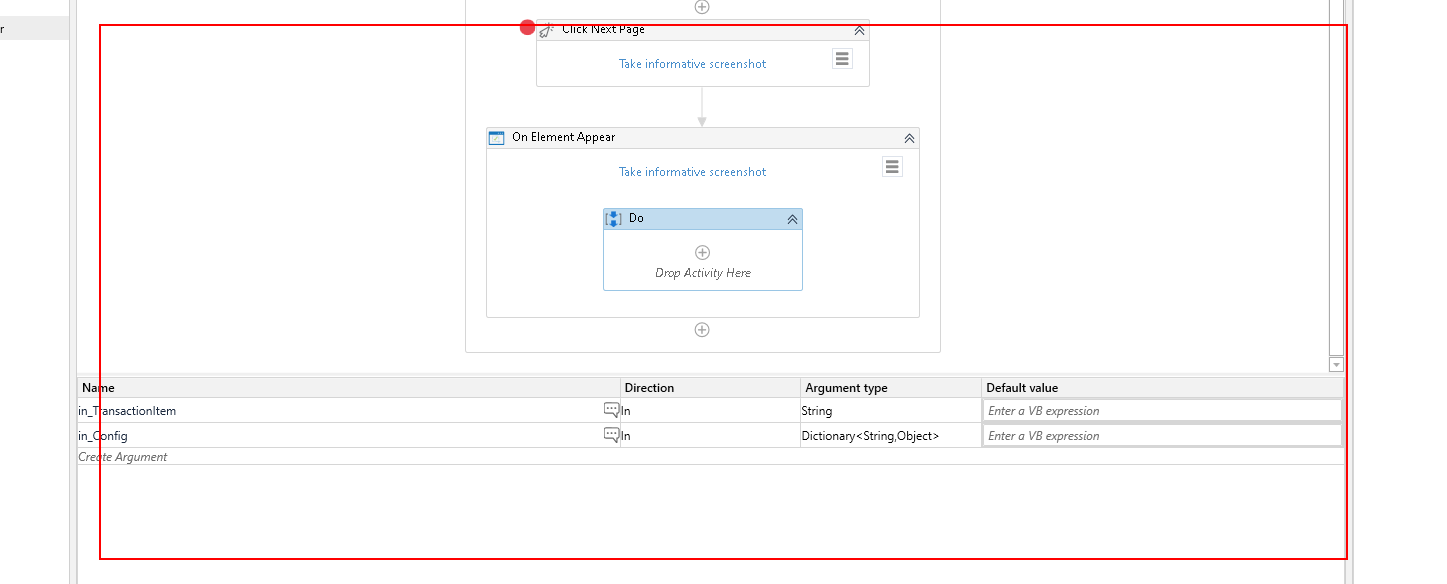 r
Click Next Page
Take informative screenshot
On Element Appear
Take informative screenshot
Do
Drop Activity Here
Name Direction Argument type Default value
in_TransactionItem In String Enter a VB expression
in_Config In Dictionary<String,Object> Enter a VB expression
Create Argument